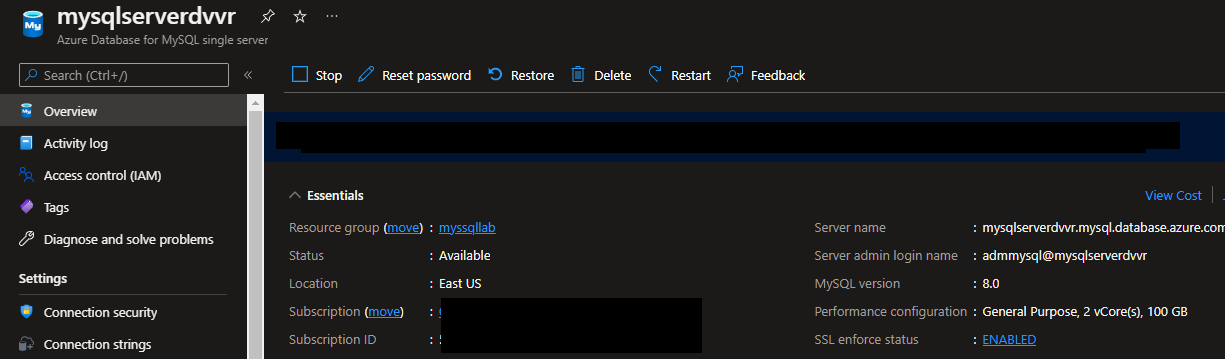 mysqlserverdvvr
Azure Database for MySQL single server
Search (Ctrl+/)
Stop Reset password Restore Delete Restart Feedback
Overview
Activity log
Access control (IAM)
Tags
Diagnose and solve problems
Settings
Connection security
Connection strings
Essentials
View Cost
Resource group (move) : myssqllab
Status : Available
Location : East US
Subscription (move) :
Subscription ID :
Server name : mysqlserverdvvr.mysql.database.azure.com
Server admin login name : admmysql@mysqlserverdvvr
MySQL version : 8.0
Performance configuration : General Purpose, 2 vCore(s), 100 GB
SSL enforce status : ENABLED